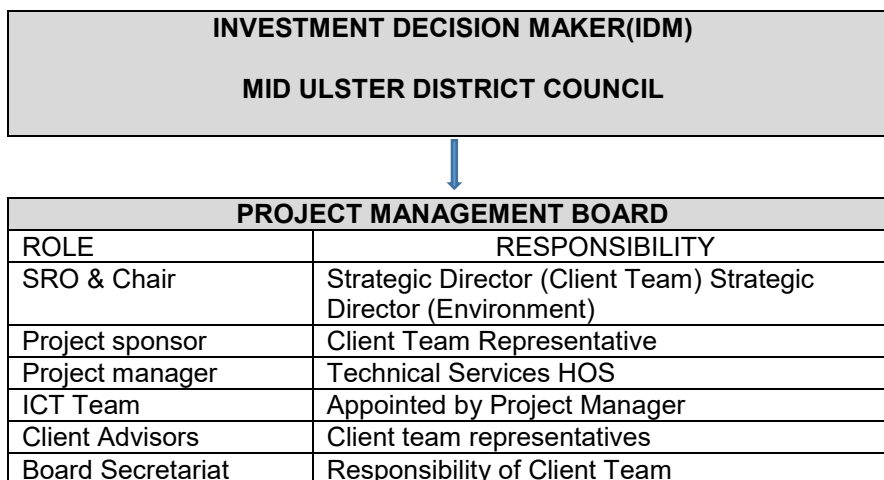 INVESTMENT DECISION MAKER(IDM)
MID ULSTER DISTRICT COUNCIL
PROJECT MANAGEMENT BOARD
ROLE RESPONSIBILITY
SRO & Chair Strategic Director (Client Team) Strategic
Director (Environment)
Project sponsor Client Team Representative
Project manager Technical Services HOS
ICT Team Appointed by Project Manager
Client Advisors Client team representatives
Board Secretariat Responsibility of Client Team